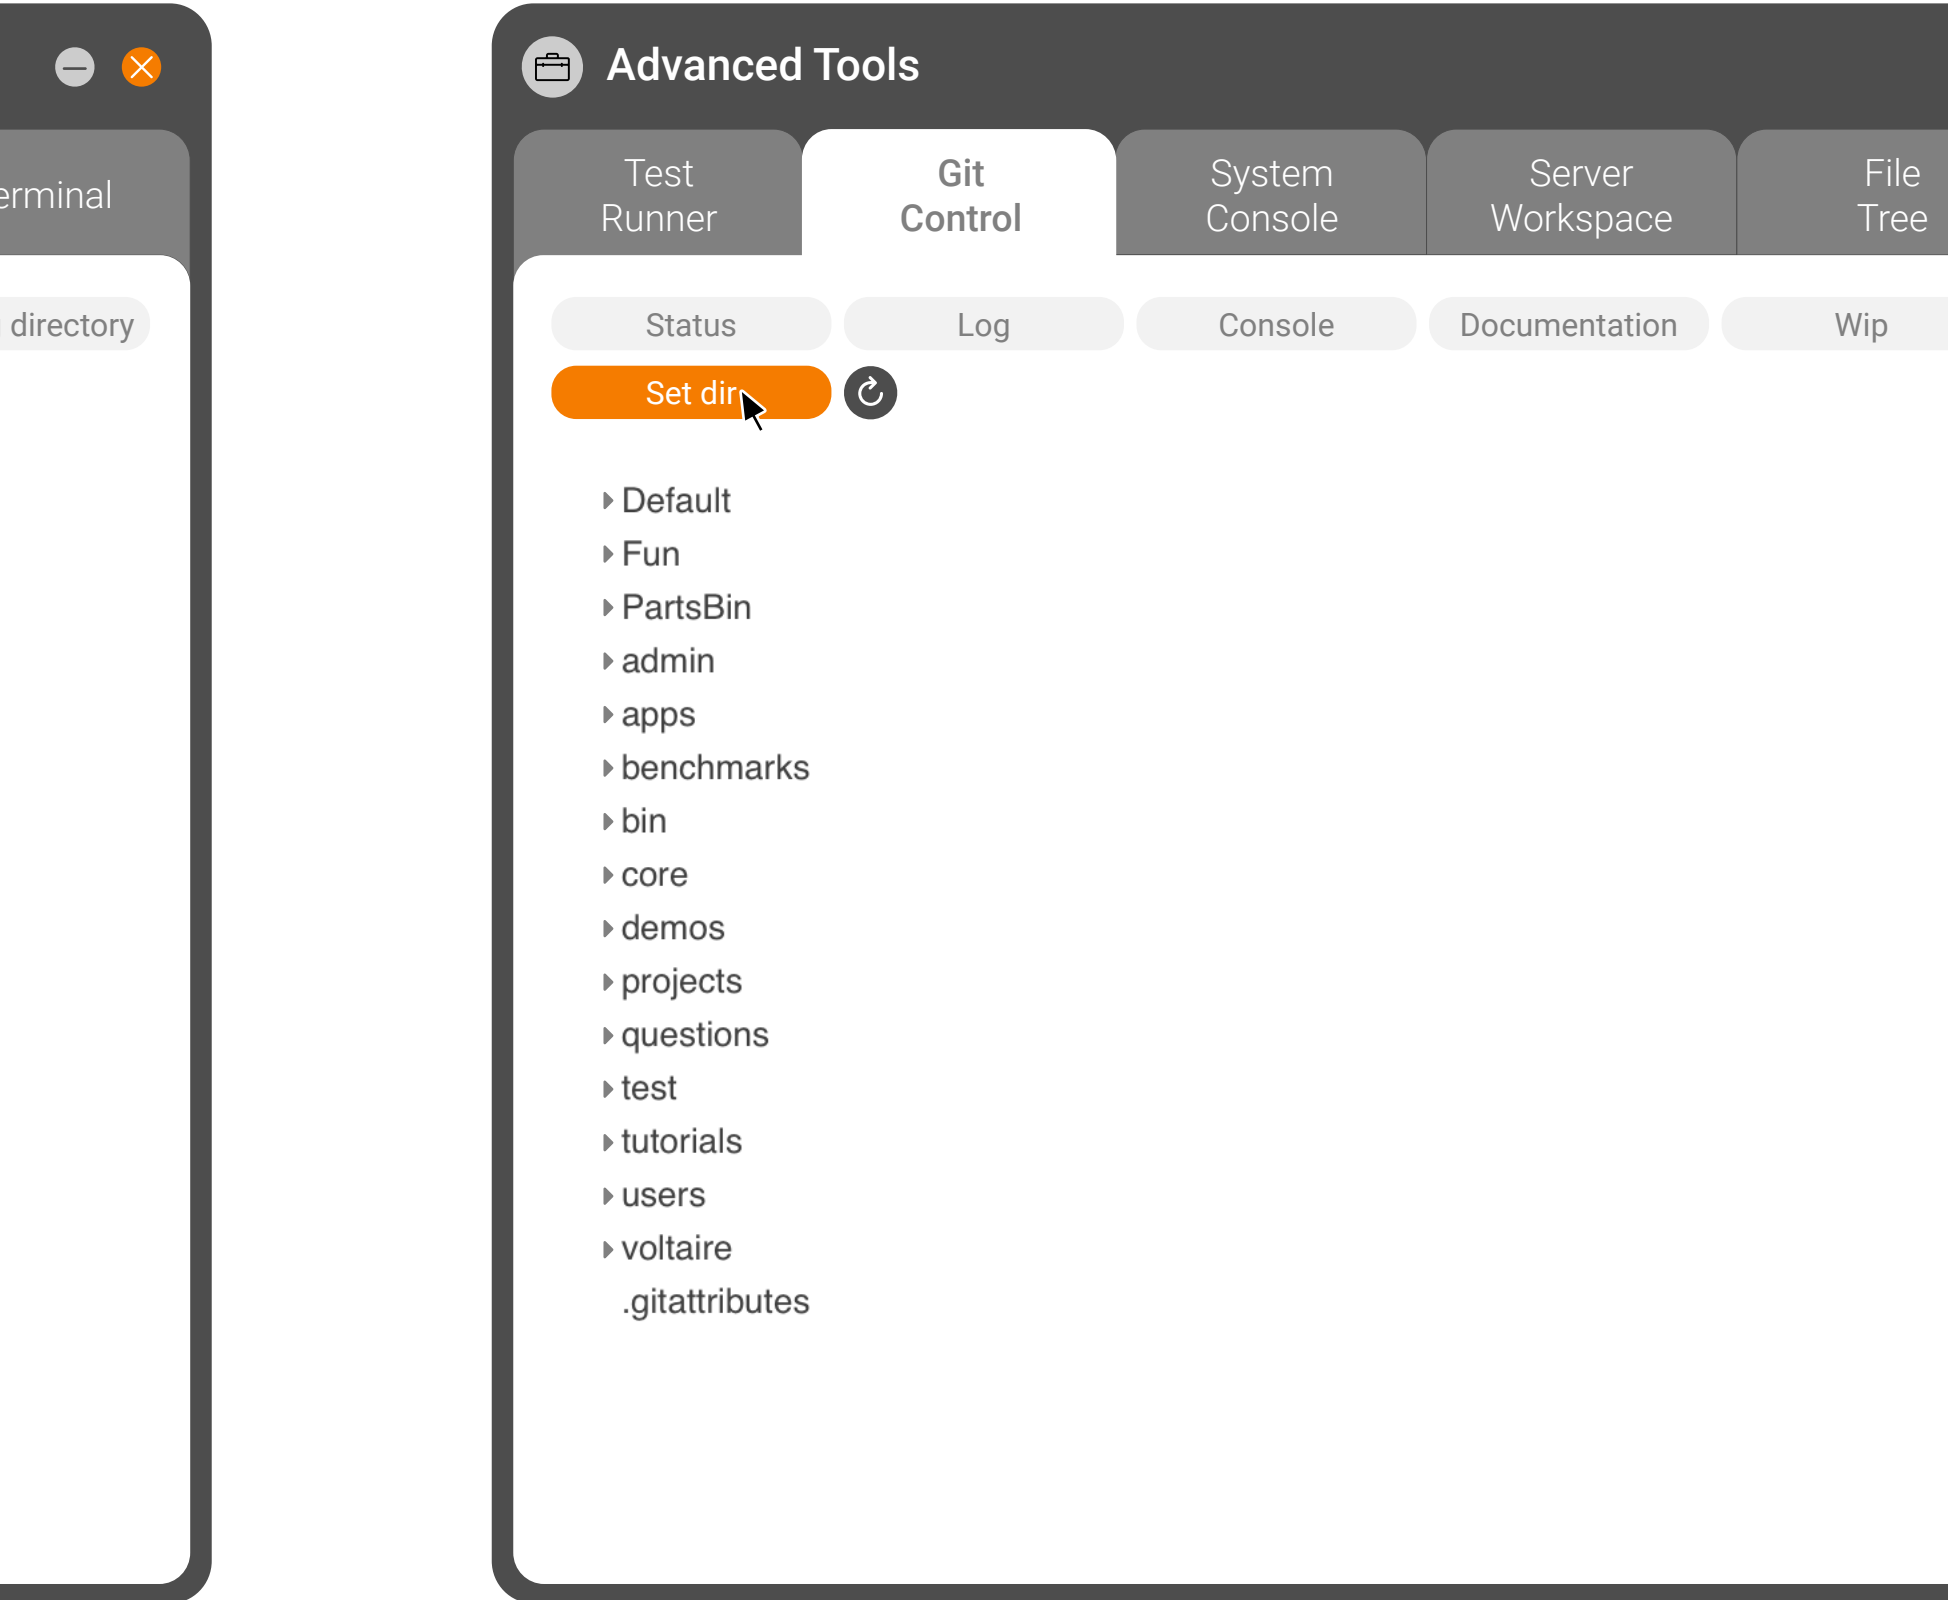 erminal
directory
Advanced Tools
Test
Runner
Git
Control
System
Console
Server
Workspace
File
Tree
Status
Log
Console
Documentation
Wip
Set dir
Default
Fun
PartsBin
admin
apps
benchmarks
bin
core
demos
projects
questions
test
tutorials
users
voltaire
.gitattributes